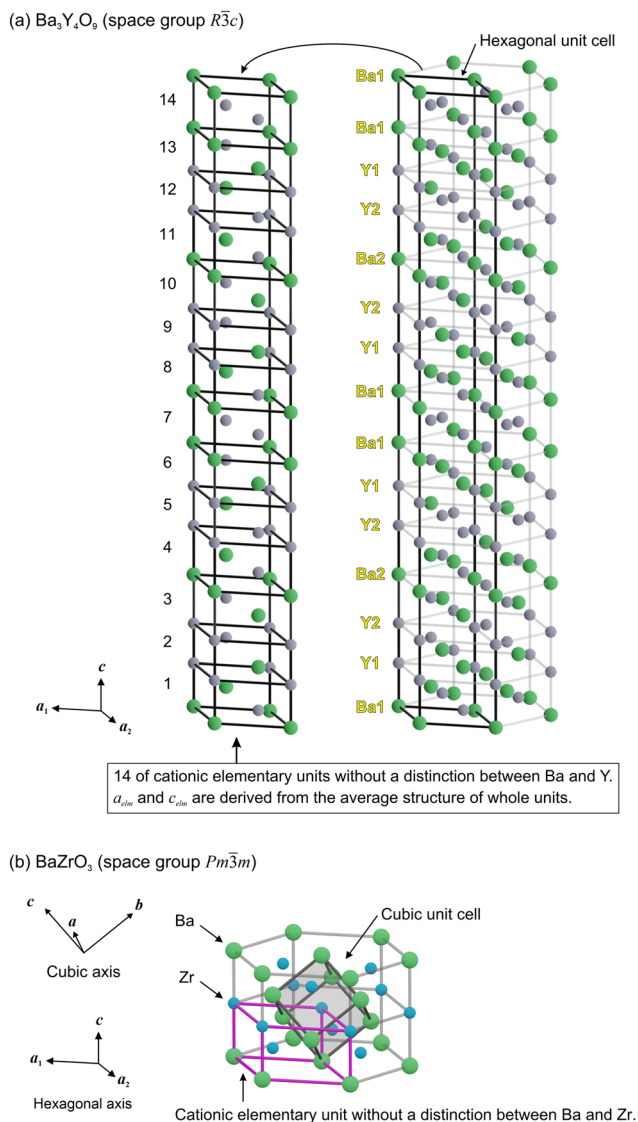 (a) Ba₃Y₄O₉ (space group R3̅c)
Hexagonal unit cell
14
13
12
11
10
9
8
7
6
5
4
3
2
1
Ba1
Ba1
Y1
Y2
Ba2
Y2
Y1
Ba1
Ba1
Y1
Y2
Ba2
Y2
Y1
Ba1
c
a₁
a₂
14 of cationic elementary units without a distinction between Ba and Y.
a_elm and c_elm are derived from the average structure of whole units.
(b) BaZrO₃ (space group Pm3̅m)
c
a
b
Cubic axis
Ba
Zr
Cubic unit cell
c
a₁
a₂
Hexagonal axis
Cationic elementary unit without a distinction between Ba and Zr.